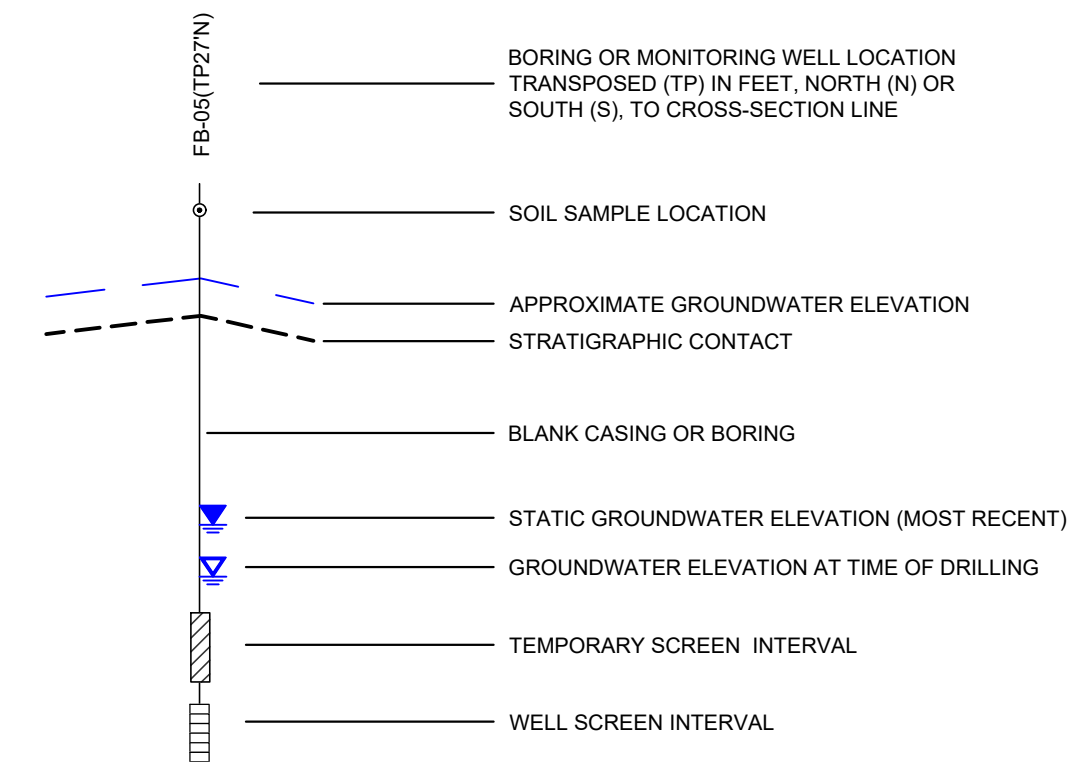 FB-05(TP27'N)
BORING OR MONITORING WELL LOCATION
TRANSPOSED (TP) IN FEET, NORTH (N) OR
SOUTH (S), TO CROSS-SECTION LINE
SOIL SAMPLE LOCATION
APPROXIMATE GROUNDWATER ELEVATION
STRATIGRAPHIC CONTACT
BLANK CASING OR BORING
STATIC GROUNDWATER ELEVATION (MOST RECENT)
GROUNDWATER ELEVATION AT TIME OF DRILLING
TEMPORARY SCREEN  INTERVAL
WELL SCREEN INTERVAL